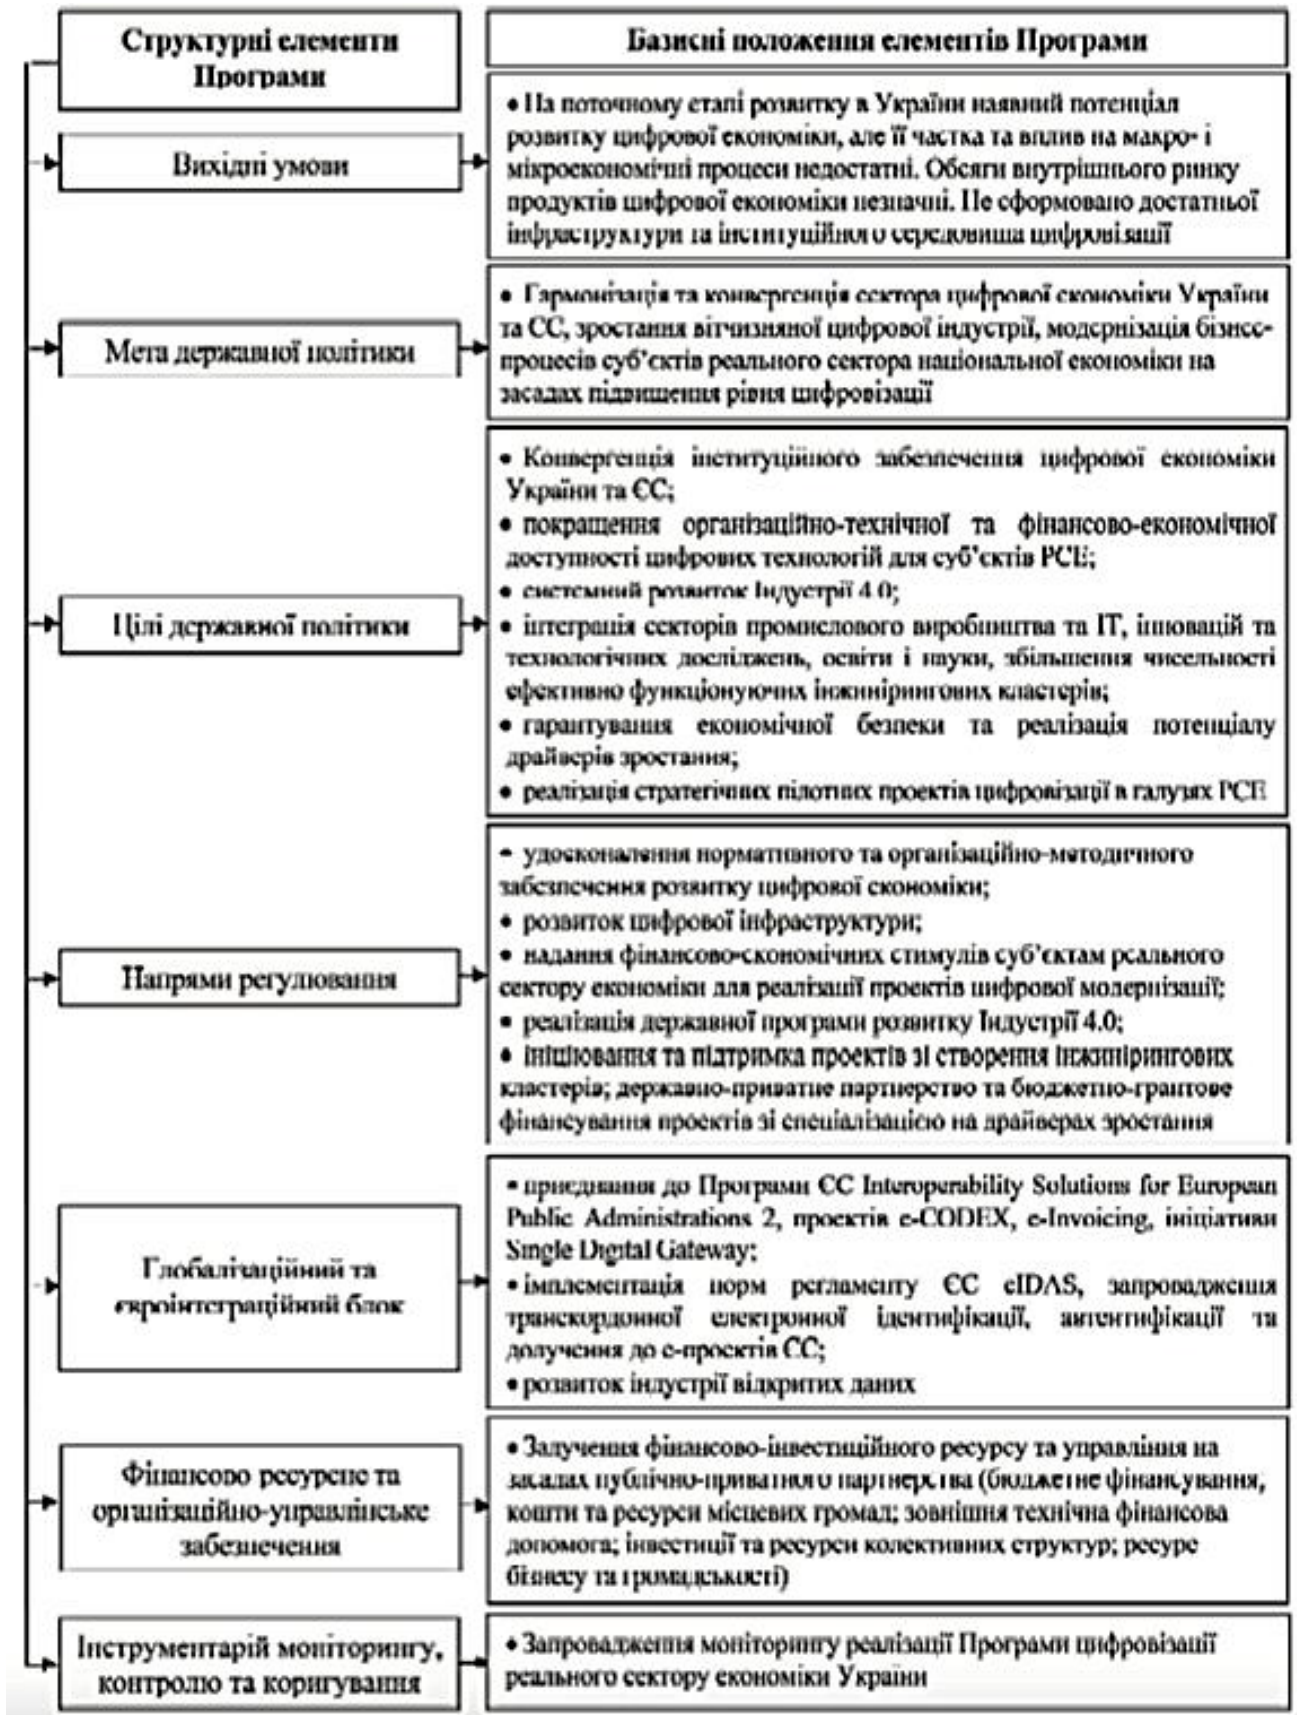 Структурні елементи
Програми
Базисні положення елементів Програми
Вихідні умови
• На поточному етапі розвитку в України наявний потенціал
розвитку цифрової економіки, але її частка та вплив на макро- і
мікроекономічні процеси недостатні. Обсяги внутрішнього ринку
продуктів цифрової економіки незначні. Не сформовано достатньої
інфраструктури та інституційного середовища цифровізації
Мета державної політики
• Гармонізація та конвергенція сектора цифрової економіки України
та ЄС, зростання вітчизняної цифрової індустрії, модернізація бізнес-
процесів суб’єктів реального сектора національної економіки на
засадах підвищення рівня цифровізації
Цілі державної політики
• Конвергенція інституційного забезпечення цифрової економіки
України та ЄС;
• покращення організаційно-технічної та фінансово-економічної
доступності цифрових технологій для суб’єктів РСЕ;
• системний розвиток Індустрії 4.0;
• інтеграція секторів промислового виробництва та ІТ, інновацій та
технологічних досліджень, освіти і науки, збільшення чисельності
ефективно функціонуючих інжинірингових кластерів;
• гарантування економічної безпеки та реалізація потенціалу
драйверів зростання;
• реалізація стратегічних пілотних проектів цифровізації в галузях РСЕ
Напрями регулювання
• удосконалення нормативного та організаційно-методичного
забезпечення розвитку цифрової економіки;
• розвиток цифрової інфраструктури;
• надання фінансово-економічних стимулів суб’єктам реального
сектору економіки для реалізації проектів цифрової модернізації;
• реалізація державної програми розвитку Індустрії 4.0;
• ініціювання та підтримка проектів зі створення інжинірингових
кластерів; державно-приватне партнерство та бюджетно-грантове
фінансування проектів зі спеціалізацією на драйверах зростання
Глобалізаційний та
євроінтеграційний блок
• приєднання до Програми ЄС Interoperability Solutions for European
Public Administrations 2, проектів e-CODEX, e-Invoicing, ініціативи
Single Digital Gateway;
• імплементація норм регламенту ЄС eIDAS, запровадження
транскордонної електронної ідентифікації, автентифікації та
долучення до е-проектів ЄС;
• розвиток індустрії відкритих даних
Фінансово ресурсне та
організаційно-управлінське
забезпечення
• Залучення фінансово-інвестиційного ресурсу та управління на
засадах публічно-приватного партнерства (бюджетне фінансування,
кошти та ресурси місцевих громад; зовнішня технічна фінансова
допомога; інвестиції та ресурси колективних структур; ресурс
бізнесу та громадськості)
Інструментарій моніторингу,
контролю та коригування
• Запровадження моніторингу реалізації Програми цифровізації
реального сектору економіки України